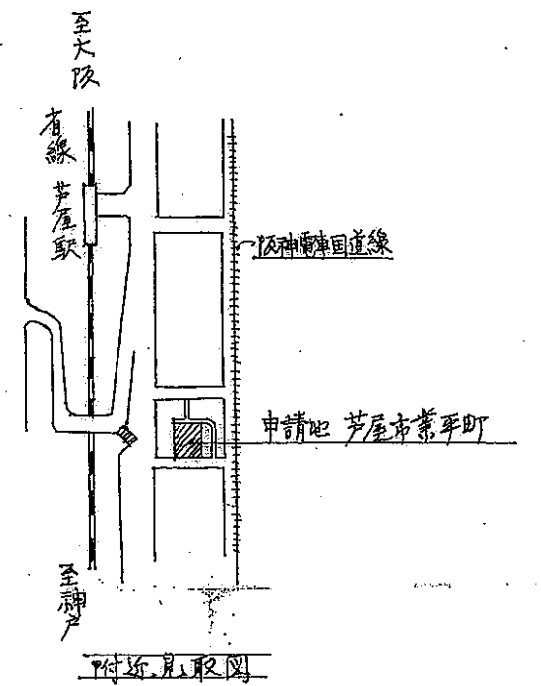 至大阪
省線 芦屋駅
阪神電車国道線
申請地 芦屋市業平町
至神戸
附近見取図